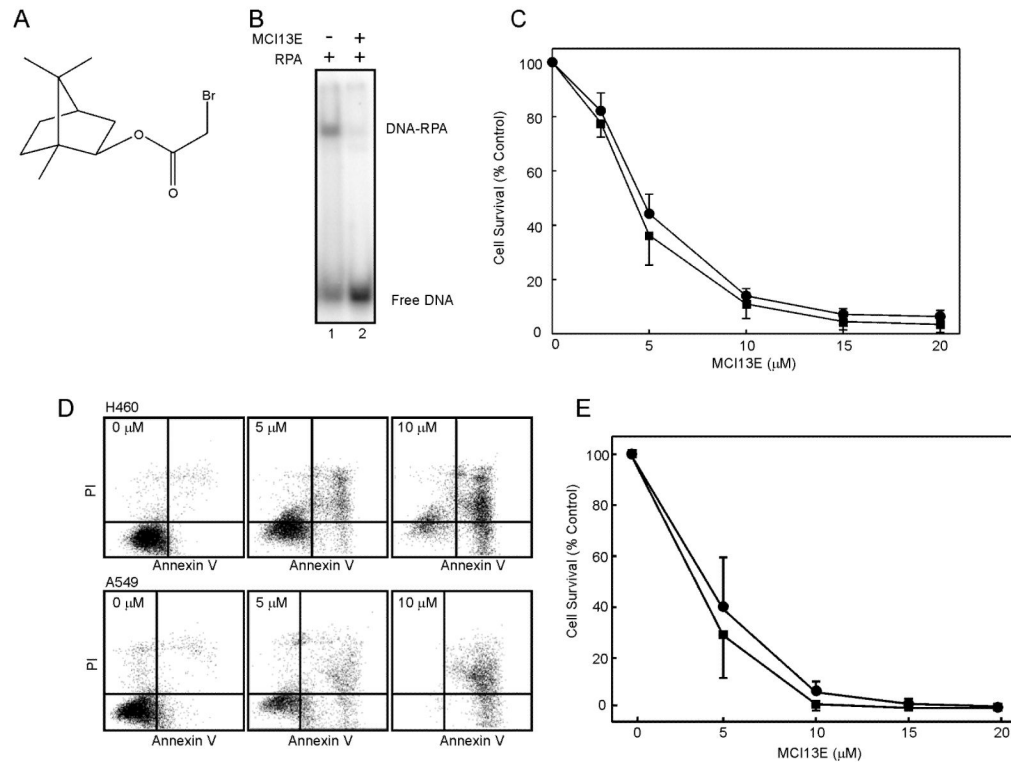 A
Br
O
O
B
MCI13E - +
RPA + +
DNA-RPA
Free DNA
1 2
C
Cell Survival (% Control)
100
80
60
40
20
0
0 5 10 15 20
MCI13E (μM)
D
H460
0 μM 5 μM 10 μM
PI
Annexin V Annexin V Annexin V
A549
0 μM 5 μM 10 μM
PI
Annexin V Annexin V Annexin V
E
Cell Survival (% Control)
100
80
60
40
20
0
0 5 10 15 20
MCI13E (μM)